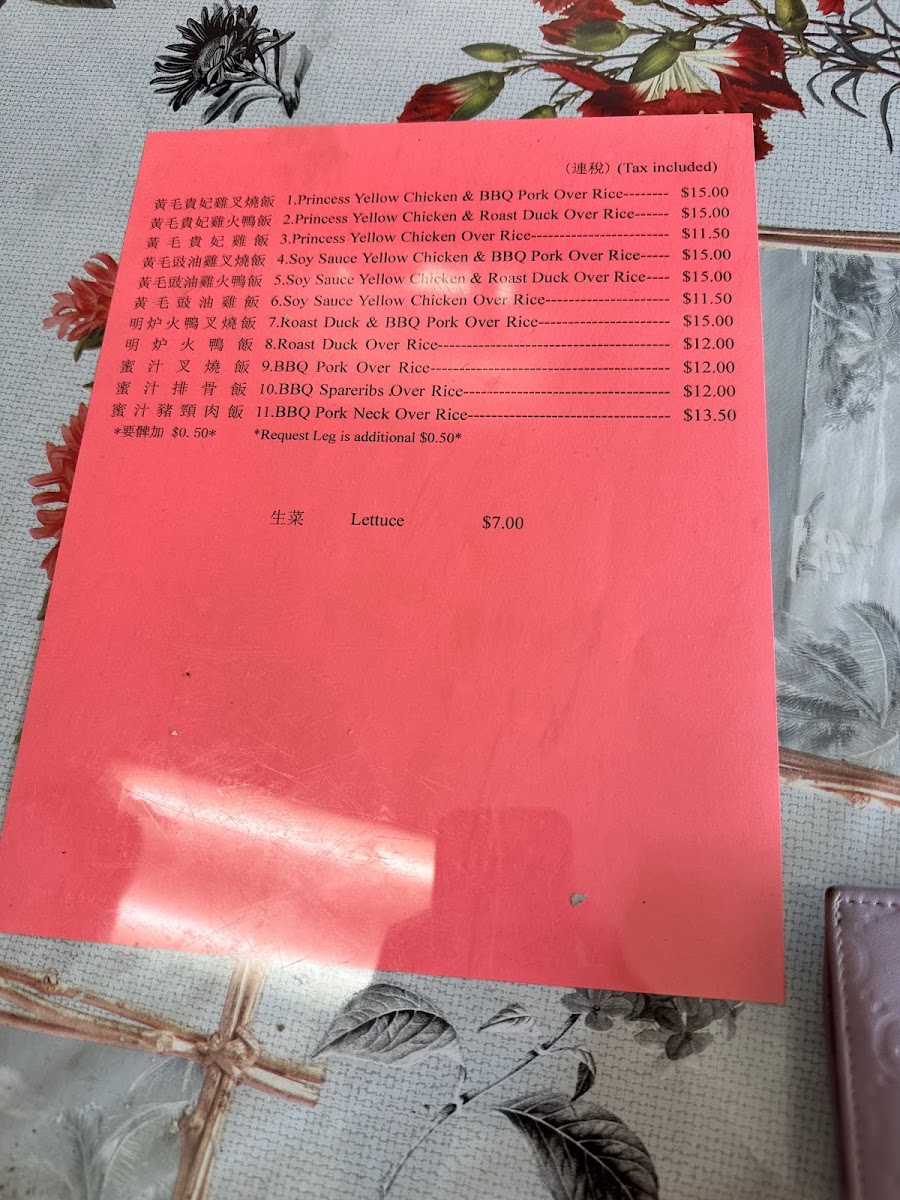 （連稅）(Tax included)
黃毛貴妃雞叉燒飯 1.Princess Yellow Chicken & BBQ Pork Over Rice-------- $15.00
黃毛貴妃雞火鴨飯 2.Princess Yellow Chicken & Roast Duck Over Rice------ $15.00
黃毛貴妃雞飯 3.Princess Yellow Chicken Over Rice------------------------ $11.50
黃毛豉油雞叉燒飯 4.Soy Sauce Yellow Chicken & BBQ Pork Over Rice----- $15.00
黃毛豉油雞火鴨飯 5.Soy Sauce Yellow Chicken & Roast Duck Over Rice---- $15.00
黃毛豉油雞飯 6.Soy Sauce Yellow Chicken Over Rice--------------------- $11.50
明炉火鴨叉燒飯 7.Roast Duck & BBQ Pork Over Rice---------------------- $15.00
明炉火鴨飯 8.Roast Duck Over Rice--------------------------------------- $12.00
蜜汁叉燒飯 9.BBQ Pork Over Rice---------------------------------------- $12.00
蜜汁排骨飯 10.BBQ Spareribs Over Rice---------------------------------- $12.00
蜜汁豬頸肉飯 11.BBQ Pork Neck Over Rice--------------------------------- $13.50
*要髀加 $0.50* *Request Leg is additional $0.50*
生菜 Lettuce $7.00